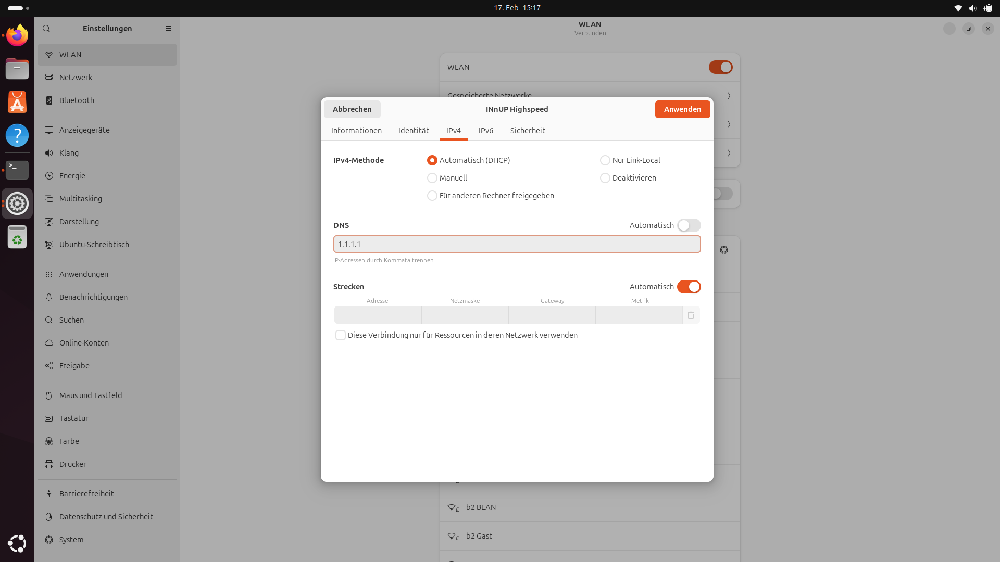 17. Feb 15:17
Einstellungen
WLAN
Verbunden
WLAN
Netzwerk
Bluetooth
Anzeigegeräte
Klang
Energie
Multitasking
Darstellung
Ubuntu-Schreibtisch
Anwendungen
Benachrichtigungen
Suchen
Online-Konten
Freigabe
Maus und Tastfeld
Tastatur
Farbe
Drucker
Barrierefreiheit
Datenschutz und Sicherheit
System
WLAN
Gespeicherte Netzwerke
Abbrechen
INnUP Highspeed
Anwenden
Informationen
Identität
IPv4
IPv6
Sicherheit
IPv4-Methode
Automatisch (DHCP)
Nur Link-Local
Manuell
Deaktivieren
Für anderen Rechner freigegeben
DNS
Automatisch
1.1.1.1
IP-Adressen durch Kommata trennen
Strecken
Automatisch
Adresse
Netzmaske
Gateway
Metrik
Diese Verbindung nur für Ressourcen in deren Netzwerk verwenden
b2 BLAN
b2 Gast